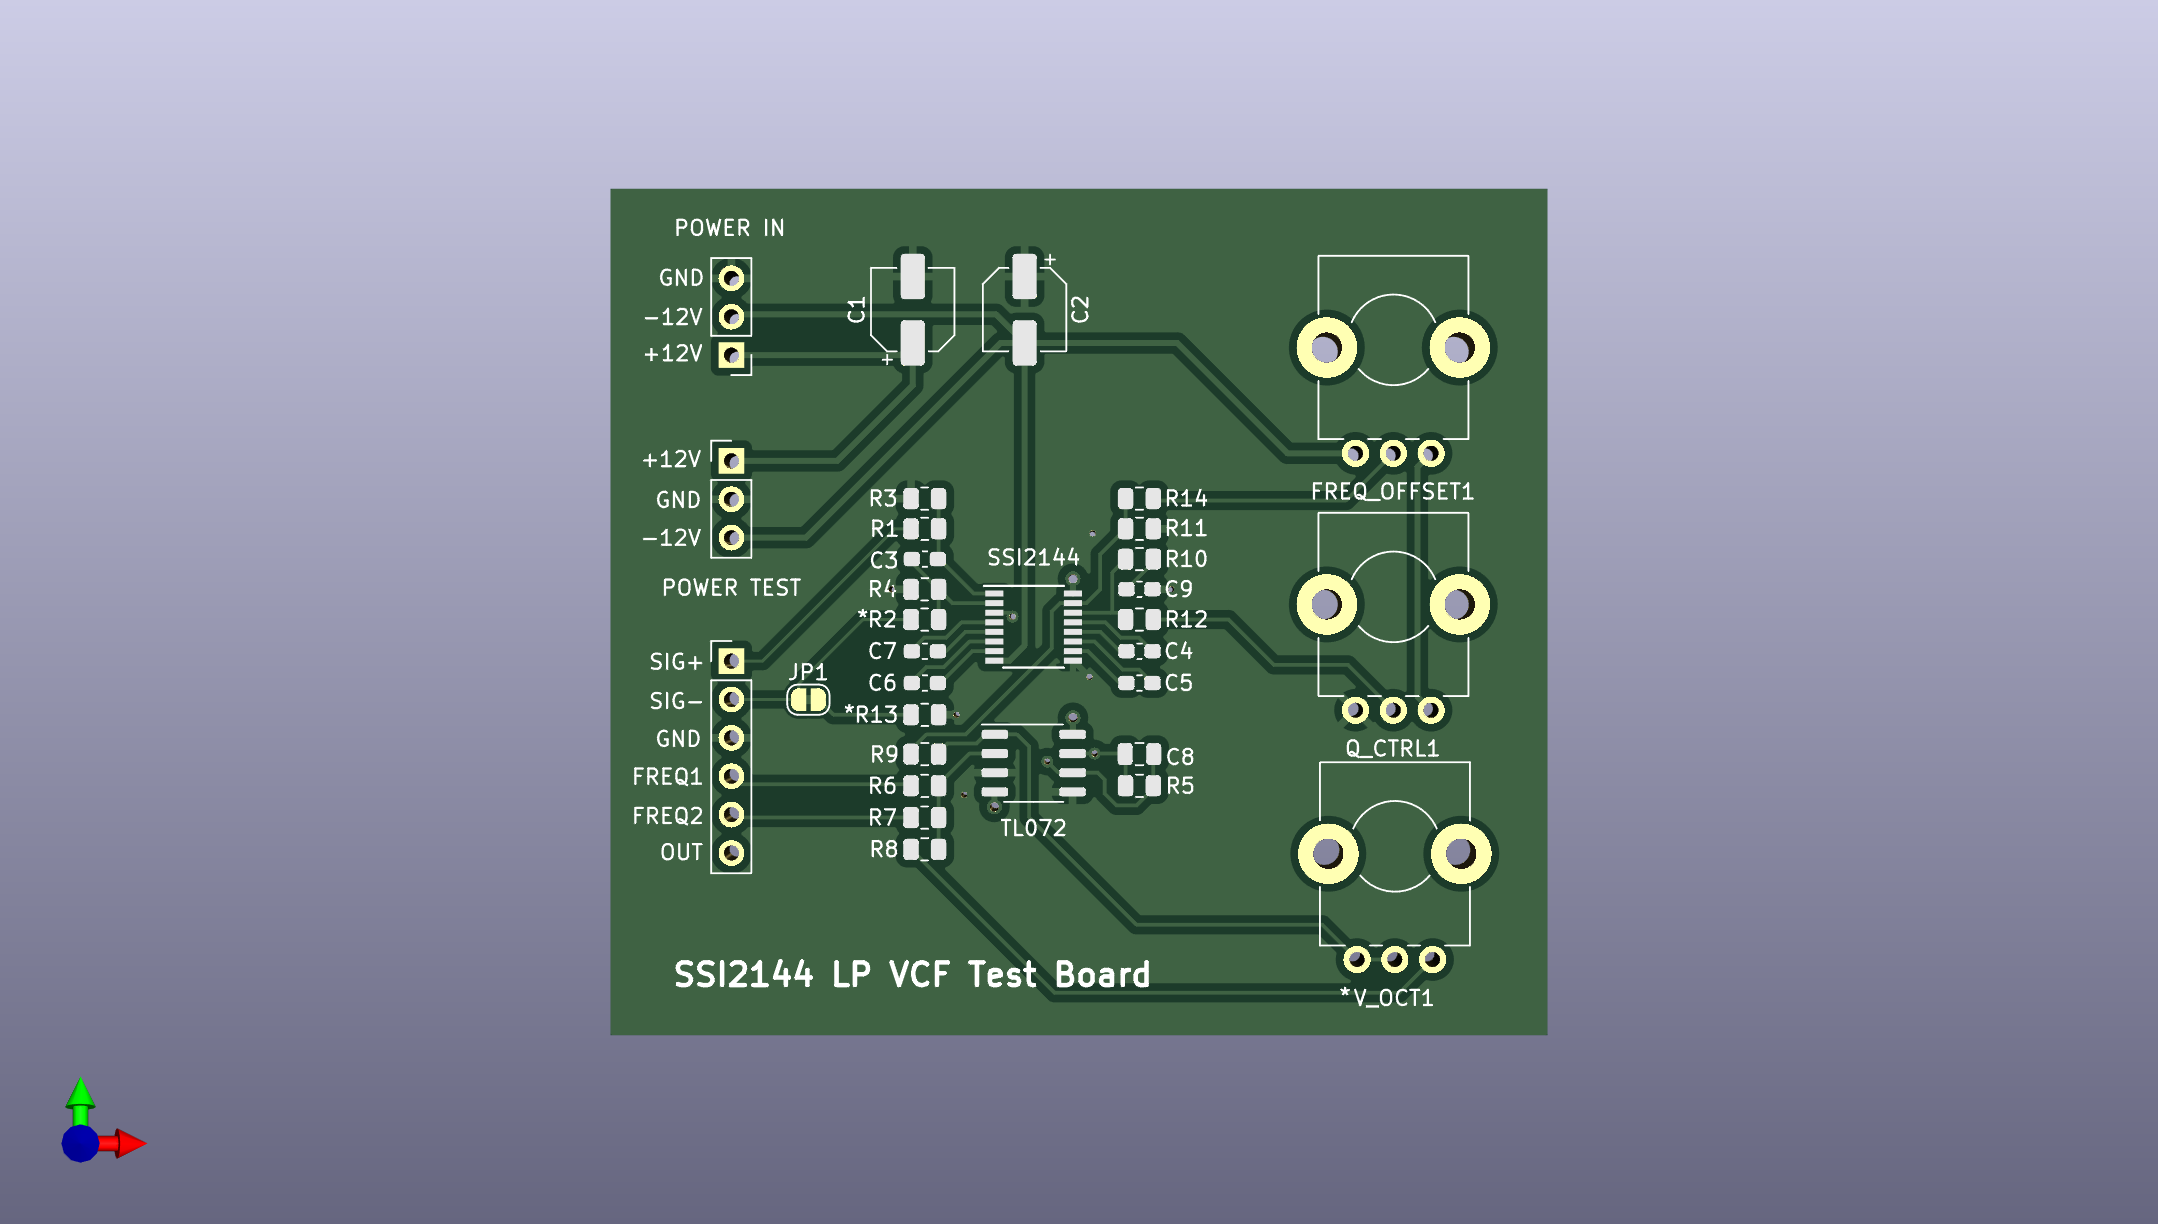 POWER IN
GND
-12V
+12V
C1
+
C2
+
+12V
GND
-12V
POWER TEST
SIG+
SIG-
GND
FREQ1
FREQ2
OUT
JP1
R3
R1
C3
R4
*R2
C7
C6
*R13
R9
R6
R7
R8
SSI2144
TL072
R14
R11
R10
C9
R12
C4
C5
C8
R5
FREQ_OFFSET1
Q_CTRL1
*V_OCT1
SSI2144 LP VCF Test Board